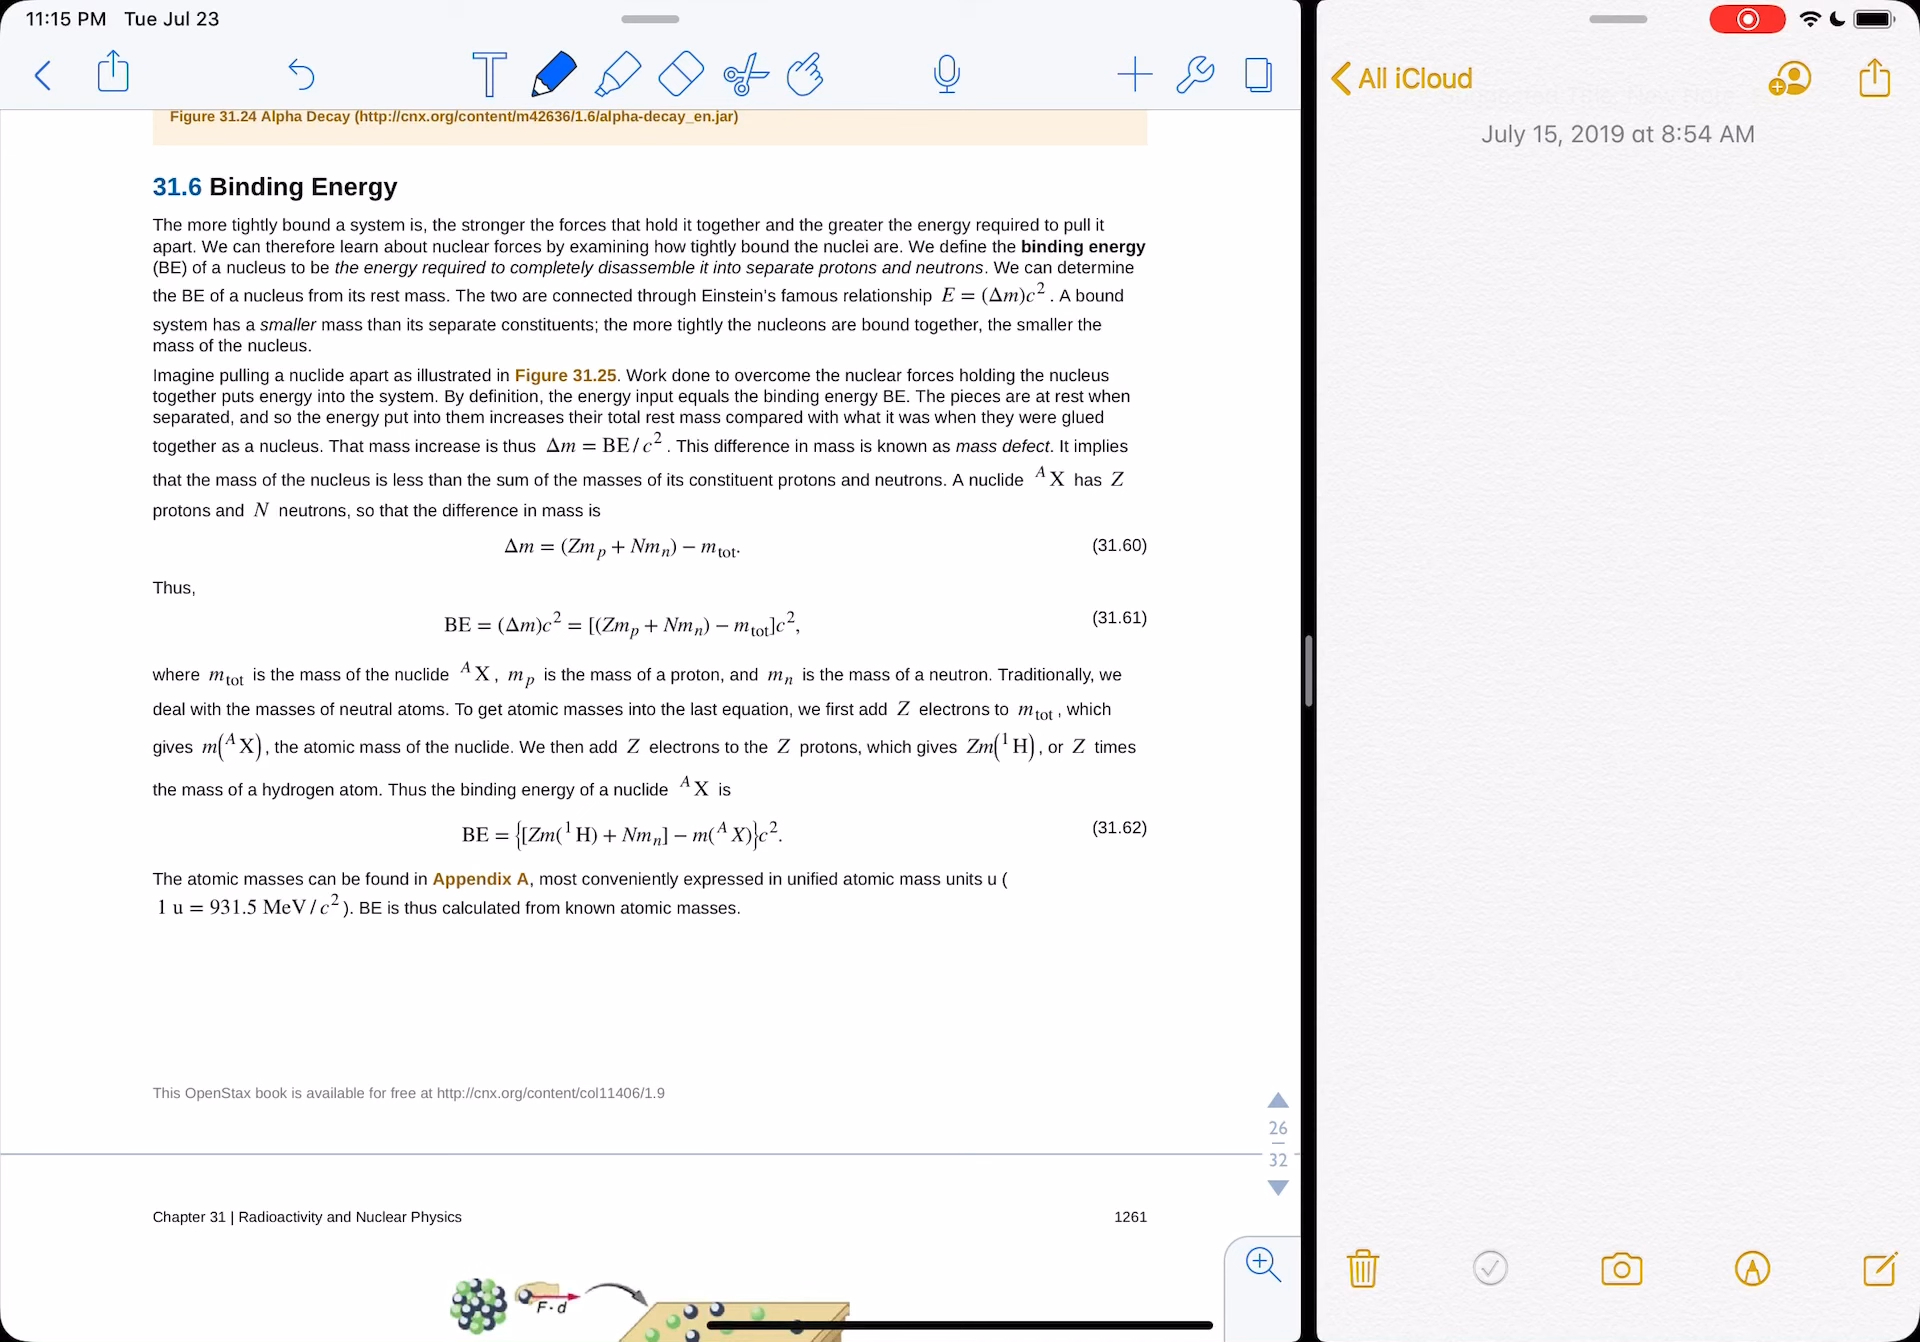 11:15 PM Tue Jul 23
T
All iCloud
July 15, 2019 at 8:54 AM
Figure 31.24 Alpha Decay (http://cnx.org/content/m42636/1.6/alpha-decay_en.jar)
31.6 Binding Energy
The more tightly bound a system is, the stronger the forces that hold it together and the greater the energy required to pull it
apart. We can therefore learn about nuclear forces by examining how tightly bound the nuclei are. We define the binding energy
(BE) of a nucleus to be the energy required to completely disassemble it into separate protons and neutrons. We can determine
the BE of a nucleus from its rest mass. The two are connected through Einstein's famous relationship E = (Δm)c². A bound
system has a smaller mass than its separate constituents; the more tightly the nucleons are bound together, the smaller the
mass of the nucleus.
Imagine pulling a nuclide apart as illustrated in Figure 31.25. Work done to overcome the nuclear forces holding the nucleus
together puts energy into the system. By definition, the energy input equals the binding energy BE. The pieces are at rest when
separated, and so the energy put into them increases their total rest mass compared with what it was when they were glued
together as a nucleus. That mass increase is thus Δm = BE/c². This difference in mass is known as mass defect. It implies
that the mass of the nucleus is less than the sum of the masses of its constituent protons and neutrons. A nuclide ᴬX has Z
protons and N neutrons, so that the difference in mass is
Δm = (Zm_p + Nm_n) − m_tot. (31.60)
Thus,
BE = (Δm)c² = [(Zm_p + Nm_n) − m_tot]c², (31.61)
where m_tot is the mass of the nuclide ᴬX, m_p is the mass of a proton, and m_n is the mass of a neutron. Traditionally, we
deal with the masses of neutral atoms. To get atomic masses into the last equation, we first add Z electrons to m_tot, which
gives m(ᴬX), the atomic mass of the nuclide. We then add Z electrons to the Z protons, which gives Zm(¹H), or Z times
the mass of a hydrogen atom. Thus the binding energy of a nuclide ᴬX is
BE = {[Zm(¹H) + Nm_n] − m(ᴬX)}c². (31.62)
The atomic masses can be found in Appendix A, most conveniently expressed in unified atomic mass units u (
1 u = 931.5 MeV/c²). BE is thus calculated from known atomic masses.
This OpenStax book is available for free at http://cnx.org/content/col11406/1.9
26
32
Chapter 31 | Radioactivity and Nuclear Physics 1261
F·d